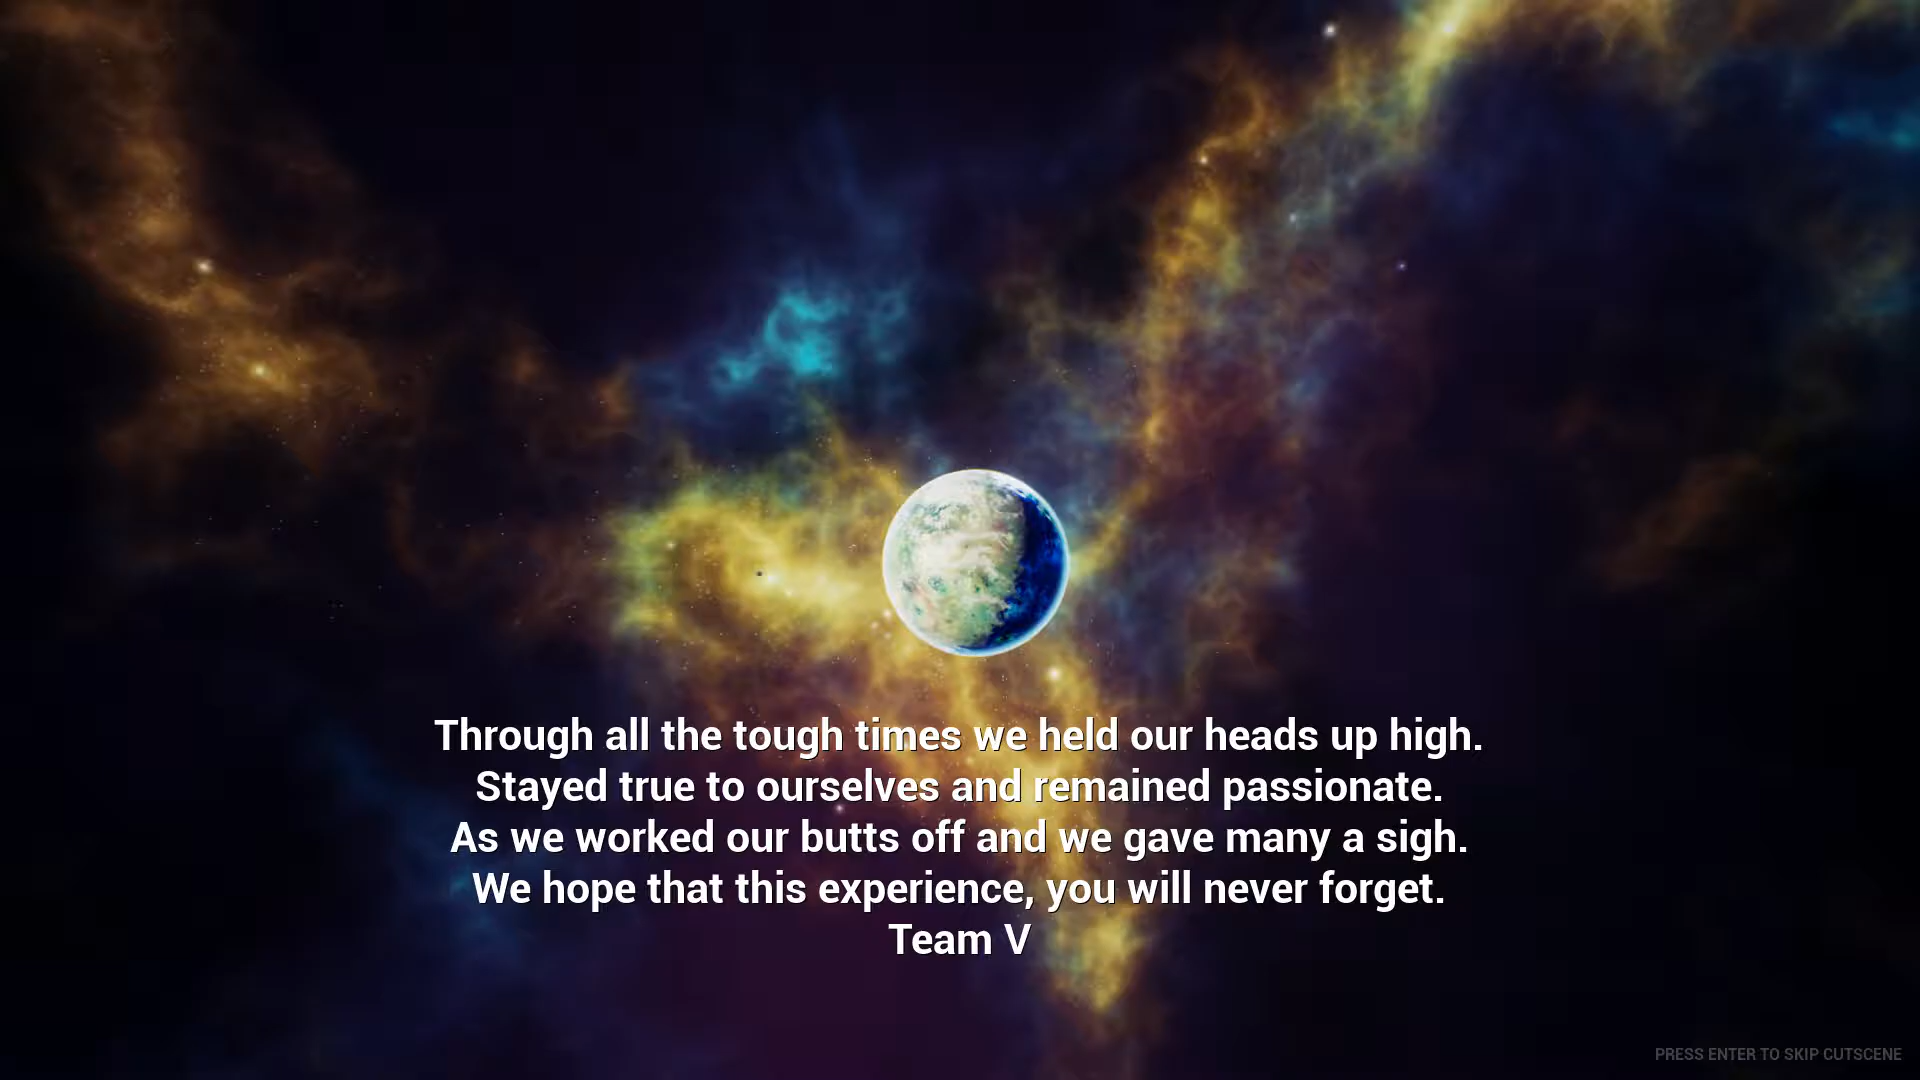 Through all the tough times we held our heads up high.
Stayed true to ourselves and remained passionate.
As we worked our butts off and we gave many a sigh.
We hope that this experience, you will never forget.
Team V
PRESS ENTER TO SKIP CUTSCENE